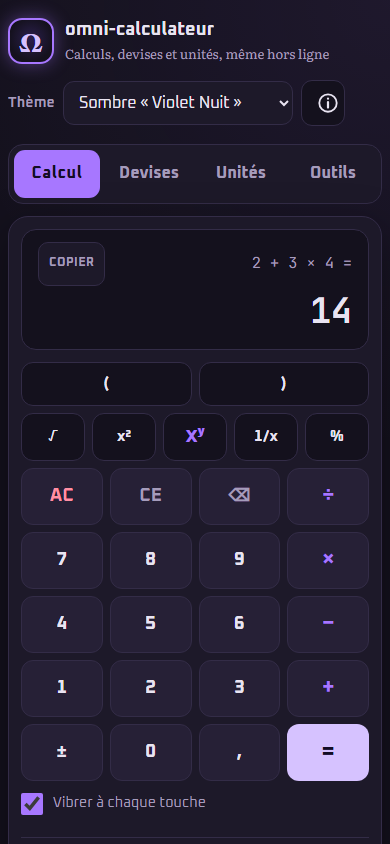 Ω
omni-calculateur
Calculs, devises et unités, même hors ligne
Thème
Sombre « Violet Nuit »
Calcul Devises Unités Outils
COPIER
2 + 3 × 4 =
14
( )
√ x² Xʸ 1/x %
AC CE ⌫ ÷
7 8 9 ×
4 5 6 −
1 2 3 +
± 0 , =
Vibrer à chaque touche